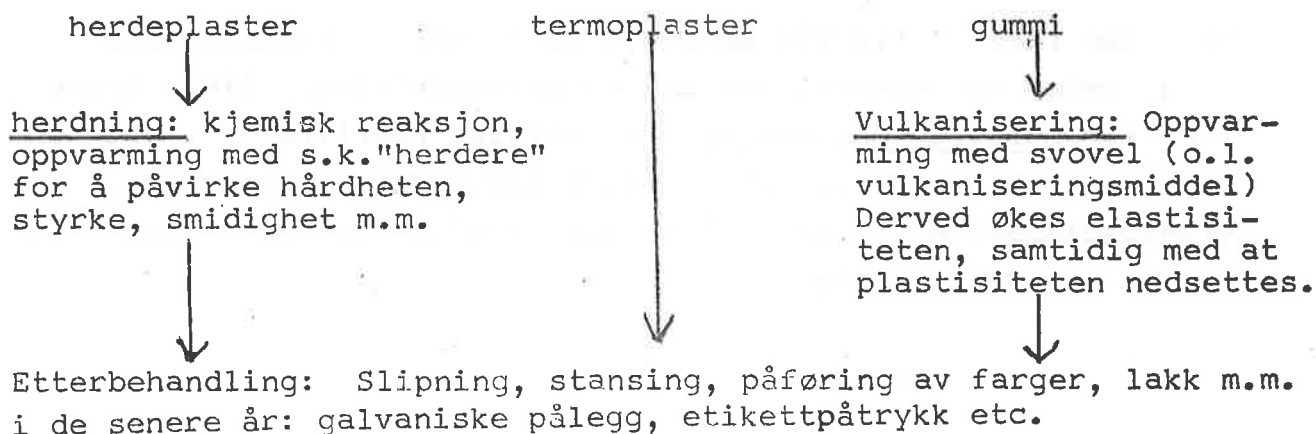 herdeplaster termoplaster gummi
herdning: kjemisk reaksjon,
oppvarming med s.k."herdere"
for å påvirke hårdheten,
styrke, smidighet m.m.
Vulkanisering: Oppvar-
ming med svovel (o.l.
vulkaniseringsmiddel)
Derved økes elastisi-
teten, samtidig med at
plastisiteten nedsettes.
Etterbehandling: Slipning, stansing, påføring av farger, lakk m.m.
i de senere år: galvaniske pålegg, etikettpåtrykk etc.